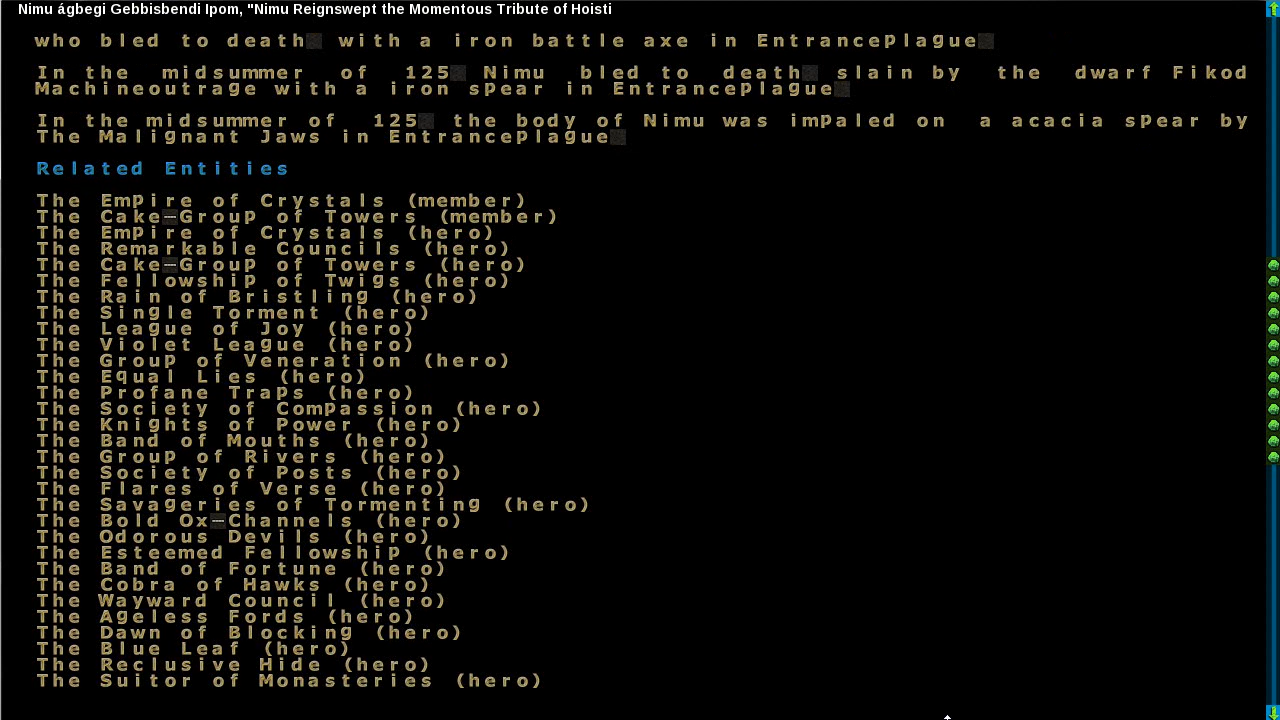 Nimu ágbegi Gebbisbendi Ipom, "Nimu Reignswept the Momentous Tribute of Hoisti
who bled to death with a iron battle axe in Entranceplague
In the midsummer of 125 Nimu bled to death slain by the dwarf Fikod
Machineoutrage with a iron spear in Entranceplague
In the midsummer of 125 the body of Nimu was impaled on a acacia spear by
The Malignant Jaws in Entranceplague
Related Entities
The Empire of Crystals (member)
The Cake-Group of Towers (member)
The Empire of Crystals (hero)
The Remarkable Councils (hero)
The Cake-Group of Towers (hero)
The Fellowship of Twigs (hero)
The Rain of Bristling (hero)
The Single Torment (hero)
The League of Joy (hero)
The Violet League (hero)
The Group of Veneration (hero)
The Equal Lies (hero)
The Profane Traps (hero)
The Society of Compassion (hero)
The Knights of Power (hero)
The Band of Mouths (hero)
The Group of Rivers (hero)
The Society of Posts (hero)
The Flares of Verse (hero)
The Savageries of Tormenting (hero)
The Bold Ox-Channels (hero)
The Odorous Devils (hero)
The Esteemed Fellowship (hero)
The Band of Fortune (hero)
The Cobra of Hawks (hero)
The Wayward Council (hero)
The Ageless Fords (hero)
The Dawn of Blocking (hero)
The Blue Leaf (hero)
The Reclusive Hide (hero)
The Suitor of Monasteries (hero)